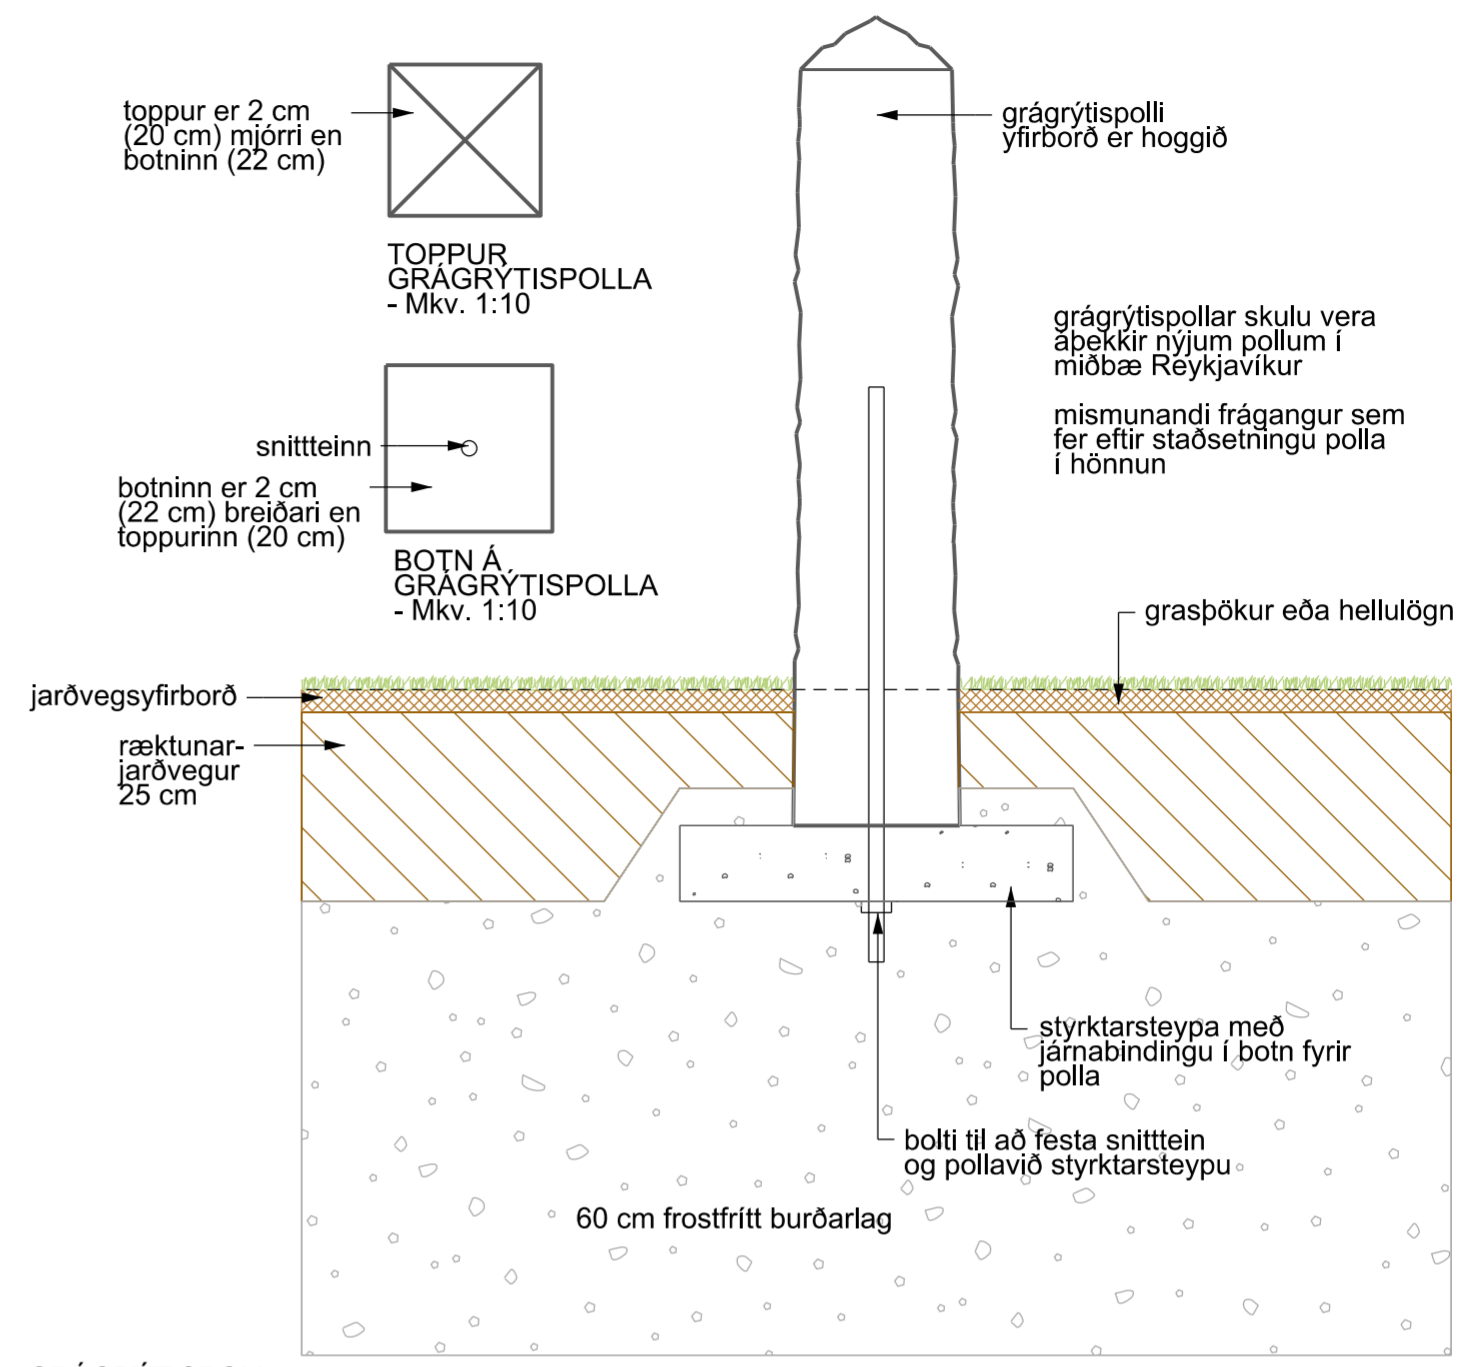 toppur er 2 cm
(20 cm) mjórri en
botninn (22 cm)
TOPPUR
GRÁGRÝTISPOLLA
- Mkv. 1:10
grágrýtispolli
yfirborð er hoggið
grágrýtispollar skulu vera
áþekkir nýjum pollum í
miðbæ Reykjavíkur
mismunandi frágangur sem
fer eftir staðsetningu polla
í hönnun
snittteinn
botninn er 2 cm
(22 cm) breiðari en
toppurinn (20 cm)
BOTN Á
GRÁGRÝTISPOLLA
- Mkv. 1:10
grasþökur eða hellulögn
jarðvegsyfirborð
ræktunar-
jarðvegur
25 cm
styrktarsteypa með
járnabindingu í botn fyrir
polla
bolti til að festa snitttein
og pollavið styrktarsteypu
60 cm frostfrítt burðarlag